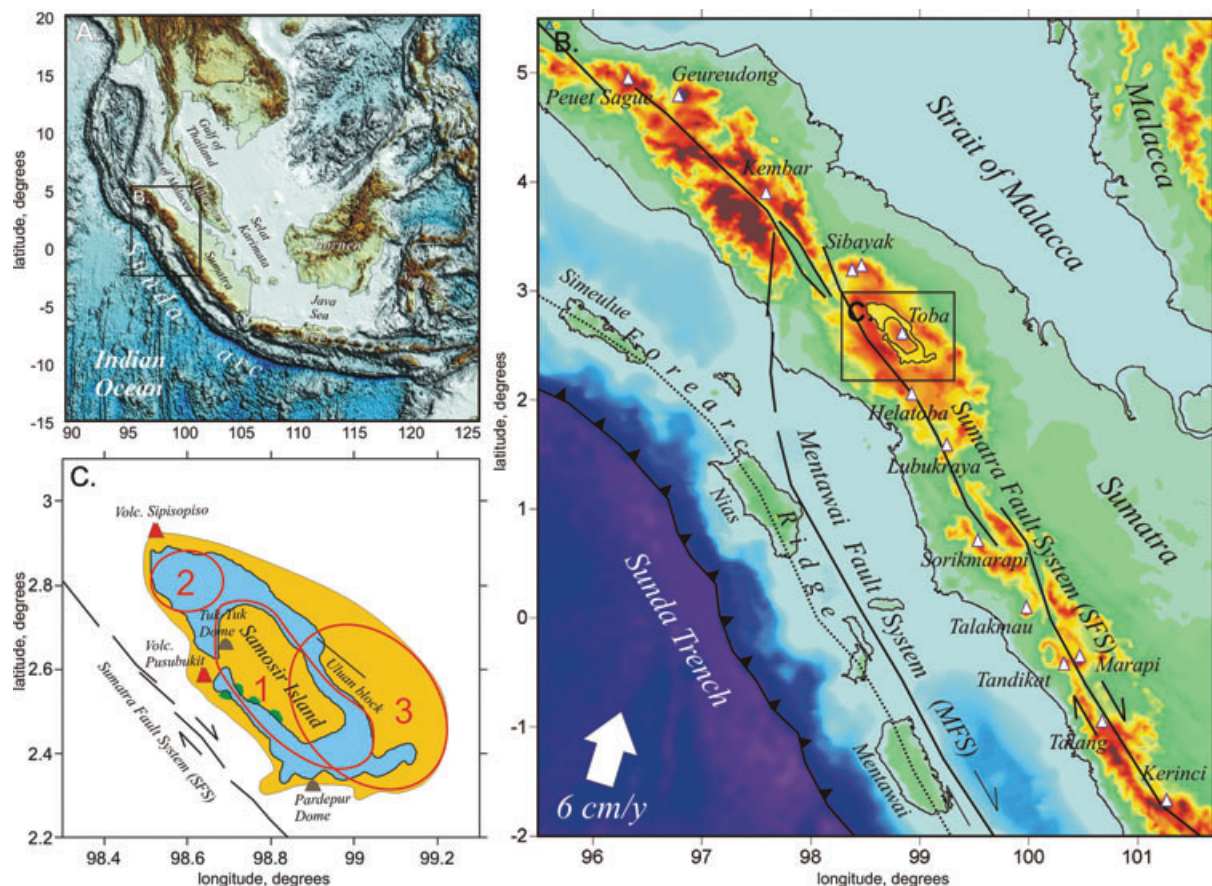 A.
20
15
10
5
0
-5
-10
-15
90
95
100
105
110
115
120
125
latitude, degrees
Gulf of
Thailand
B
Selat
Karimata
Sumatra
Borneo
Java
Sea
Sunda
arc
Indian
Ocean
B.
5
4
3
2
1
0
-1
-2
96
97
98
99
100
101
latitude, degrees
longitude, degrees
Geureudong
Peuet Sague
Kembar
Sibayak
C.
Toba
Helatoba
Lubukraya
Sorikmarapi
Talakmau
Marapi
Tandikat
Talang
Kerinci
Strait of Malacca
Malacca
Sumatra
Sumatra Fault System (SFS)
Simeulue
Forearc
Ridge
Nias
Mentawai Fault System (MFS)
Mentawai
Sunda Trench
6 cm/y
C.
3
2.8
2.6
2.4
2.2
98.4
98.6
98.8
99
99.2
latitude, degrees
longitude, degrees
Volc. Sipisopiso
2
Tuk-Tuk
Dome
Volc.
Pusubukit
Samosir Island
1
Uluan block
3
Sumatra Fault System (SFS)
Pardepur
Dome